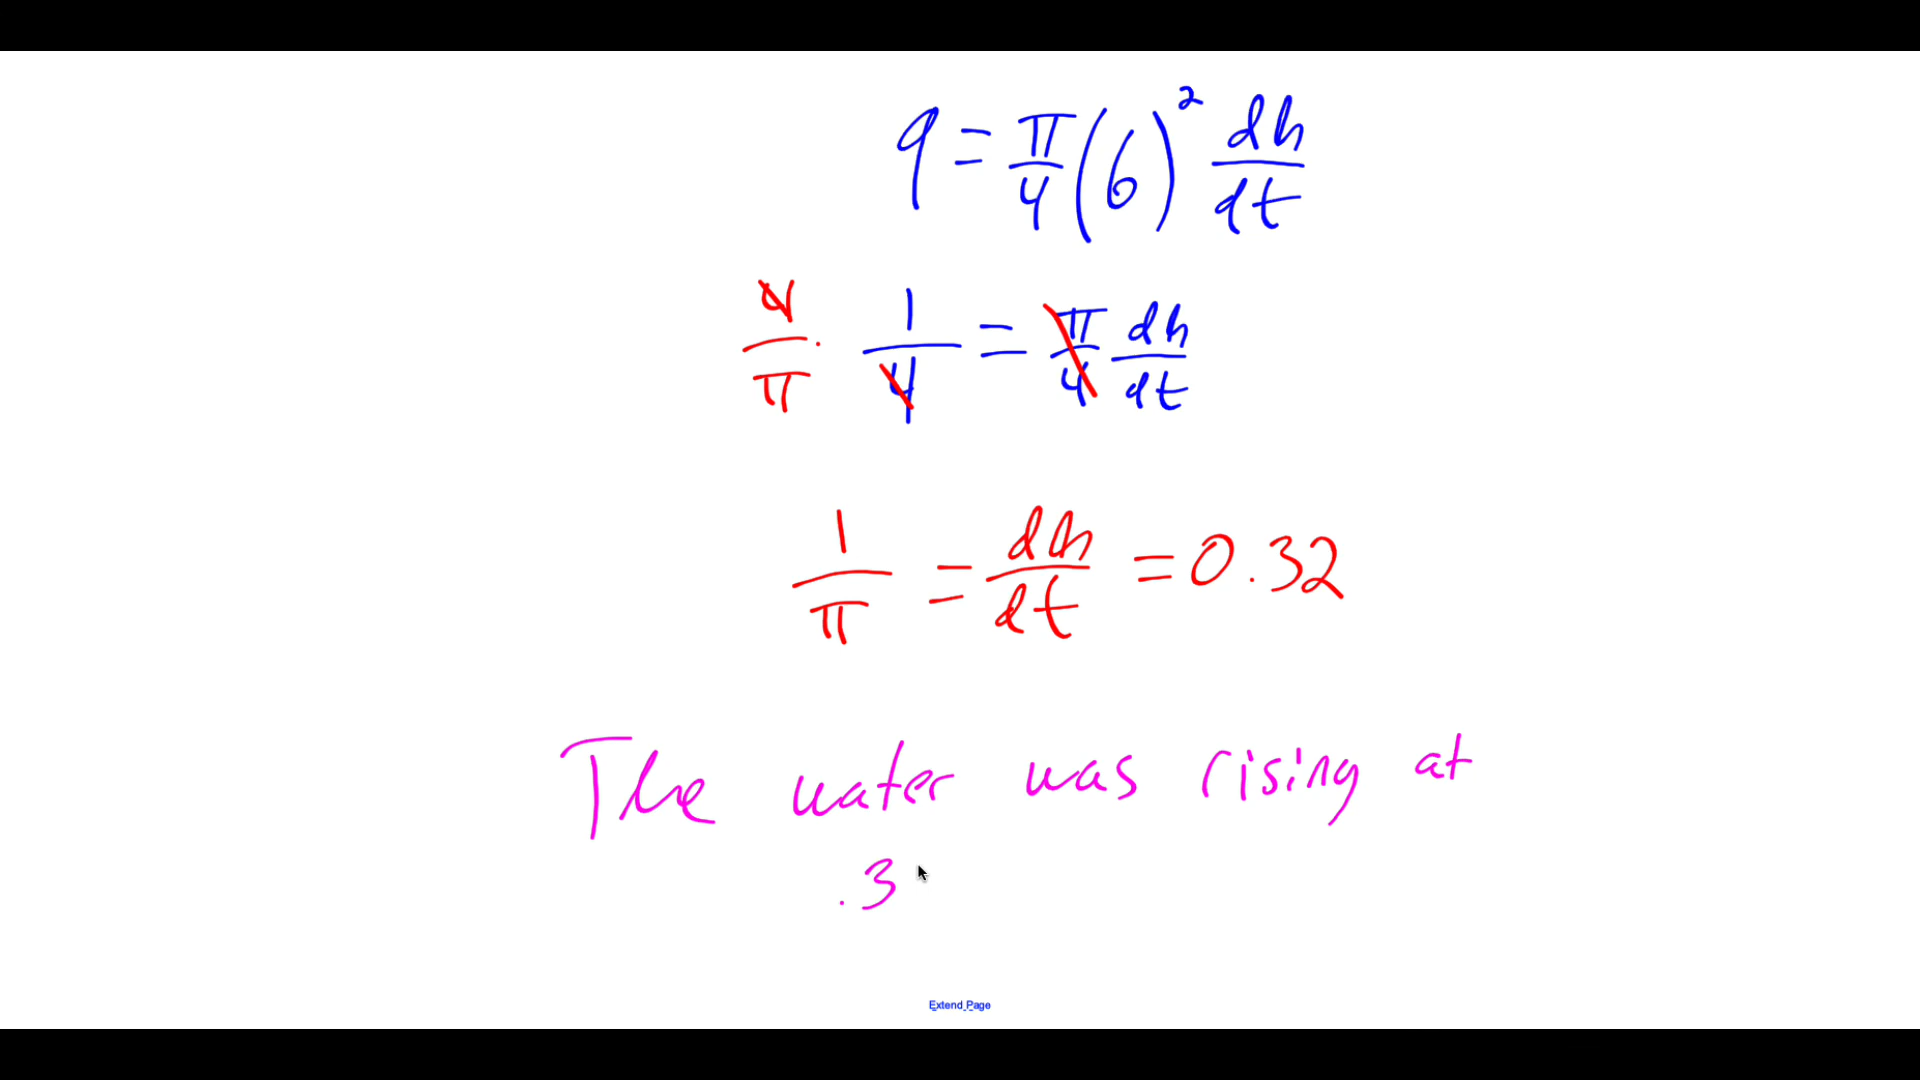 9 = π/4 (6)² dh/dt
4/π · 1/4 = π/4 dh/dt
1/π = dh/dt = 0.32
The water was rising at
.3
Extend Page